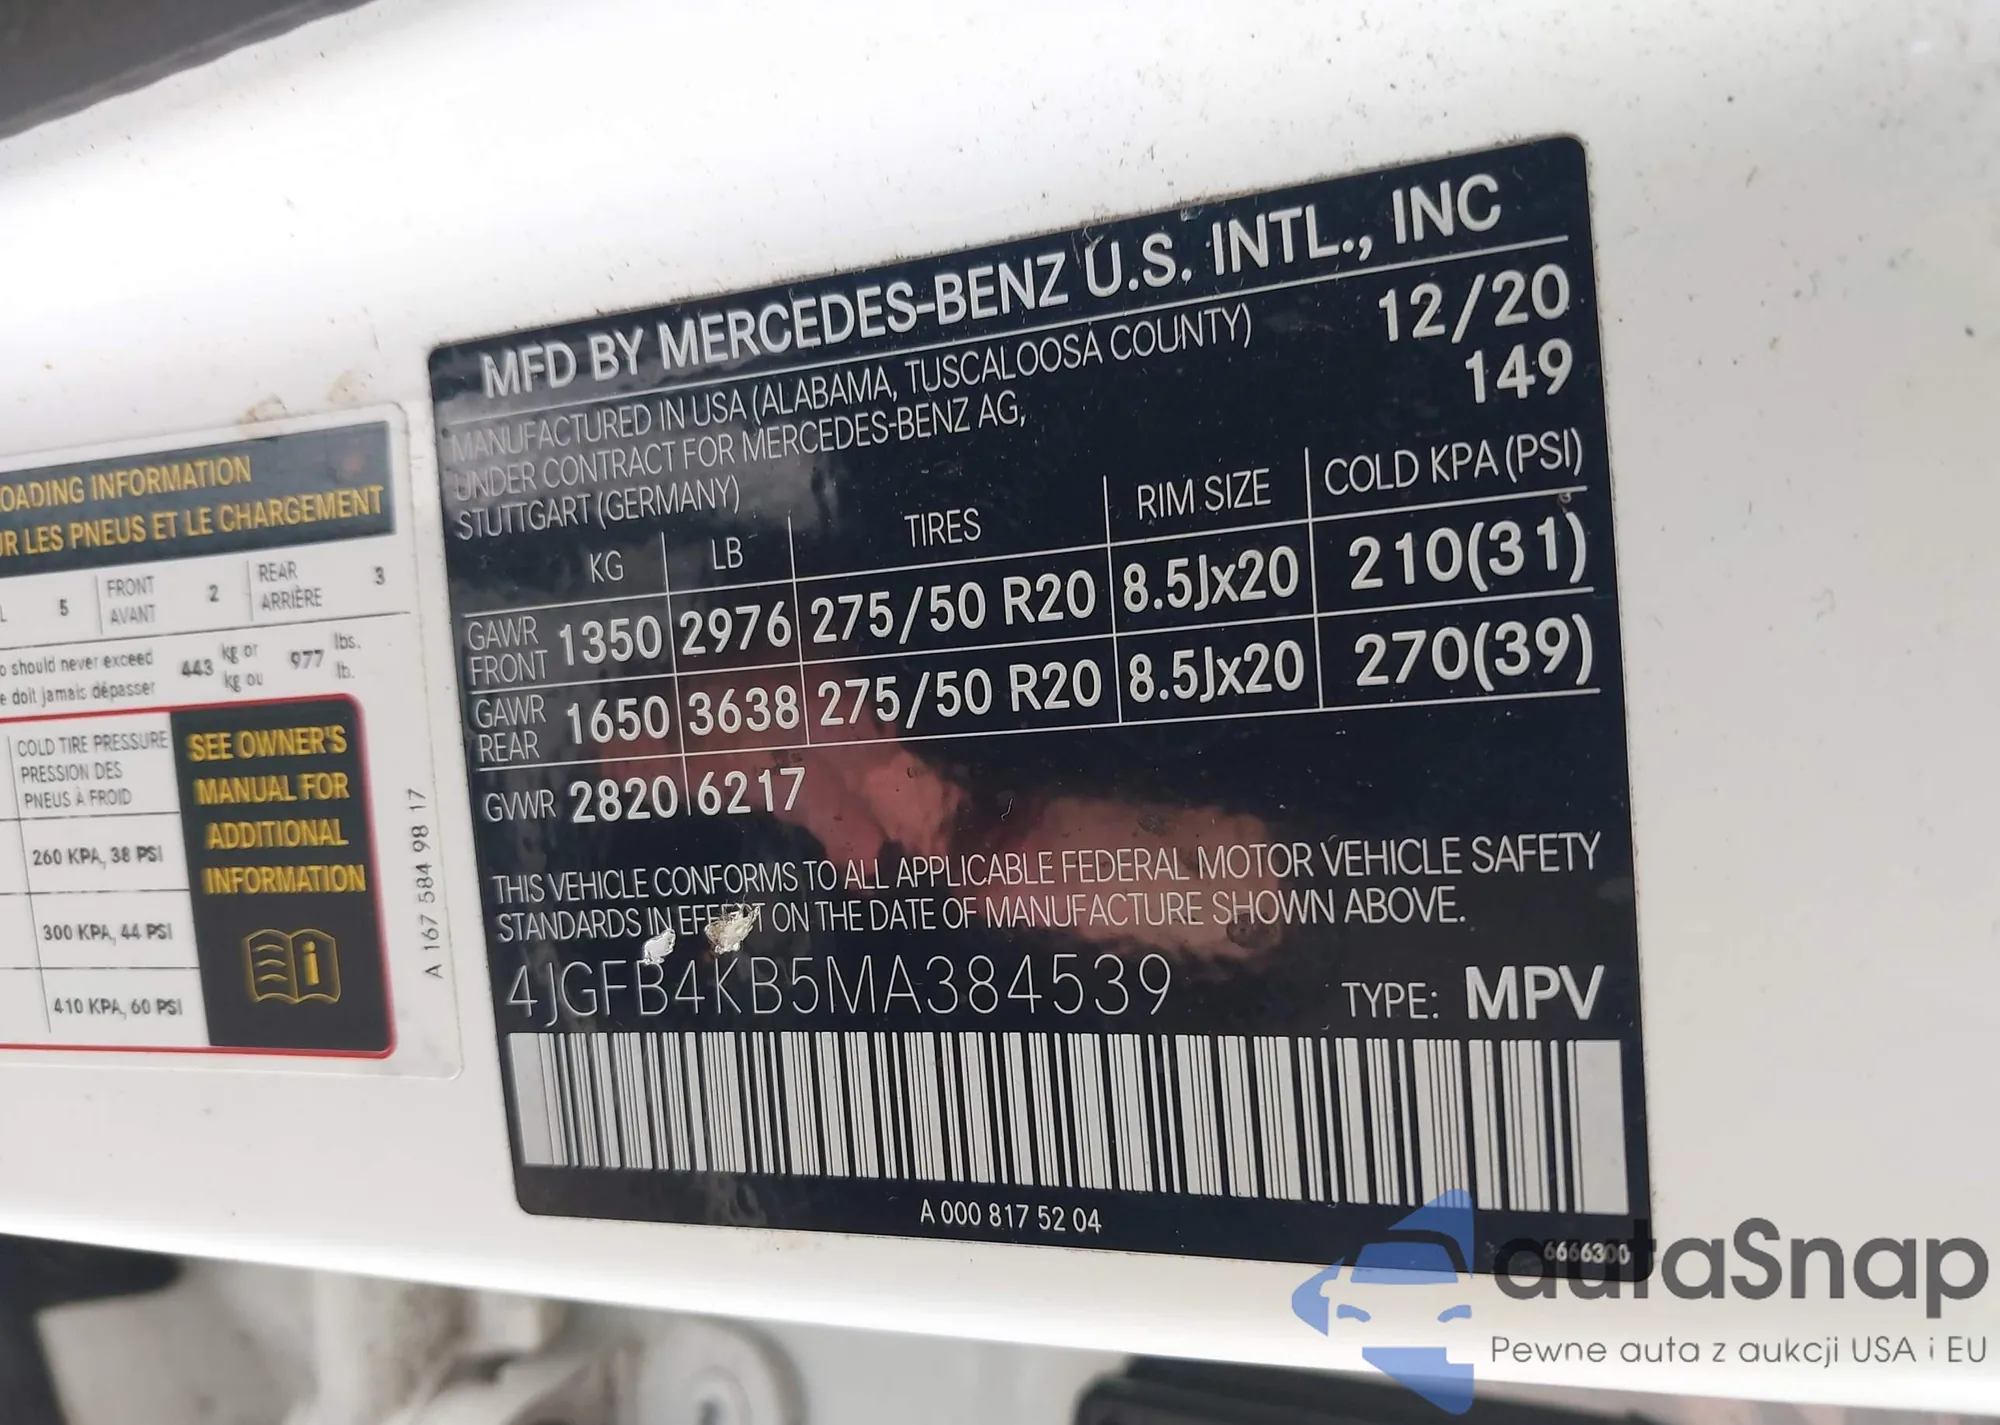 OADING INFORMATION
UR LES PNEUS ET LE CHARGEMENT
L 5 FRONT AVANT 2 REAR ARRIÈRE 3
o should never exceed 443 kg or 977 lbs.
e doit jamais dépasser kg ou lb.
COLD TIRE PRESSURE
PRESSION DES
PNEUS À FROID
260 KPA, 38 PSI
300 KPA, 44 PSI
410 KPA, 60 PSI
SEE OWNER'S
MANUAL FOR
ADDITIONAL
INFORMATION
i
A 167 584 98 17
MFD BY MERCEDES-BENZ U.S. INTL., INC
MANUFACTURED IN USA (ALABAMA, TUSCALOOSA COUNTY) 12/20
UNDER CONTRACT FOR MERCEDES-BENZ AG, 149
STUTTGART (GERMANY)
KG LB TIRES RIM SIZE COLD KPA (PSI)
GAWR FRONT 1350 2976 275/50 R20 8.5Jx20 210(31)
GAWR REAR 1650 3638 275/50 R20 8.5Jx20 270(39)
GVWR 2820 6217
THIS VEHICLE CONFORMS TO ALL APPLICABLE FEDERAL MOTOR VEHICLE SAFETY
STANDARDS IN EFFECT ON THE DATE OF MANUFACTURE SHOWN ABOVE.
4JGFB4KB5MA384539 TYPE: MPV
A 000 817 52 04
6666300
autaSnap
Pewne auta z aukcji USA i EU